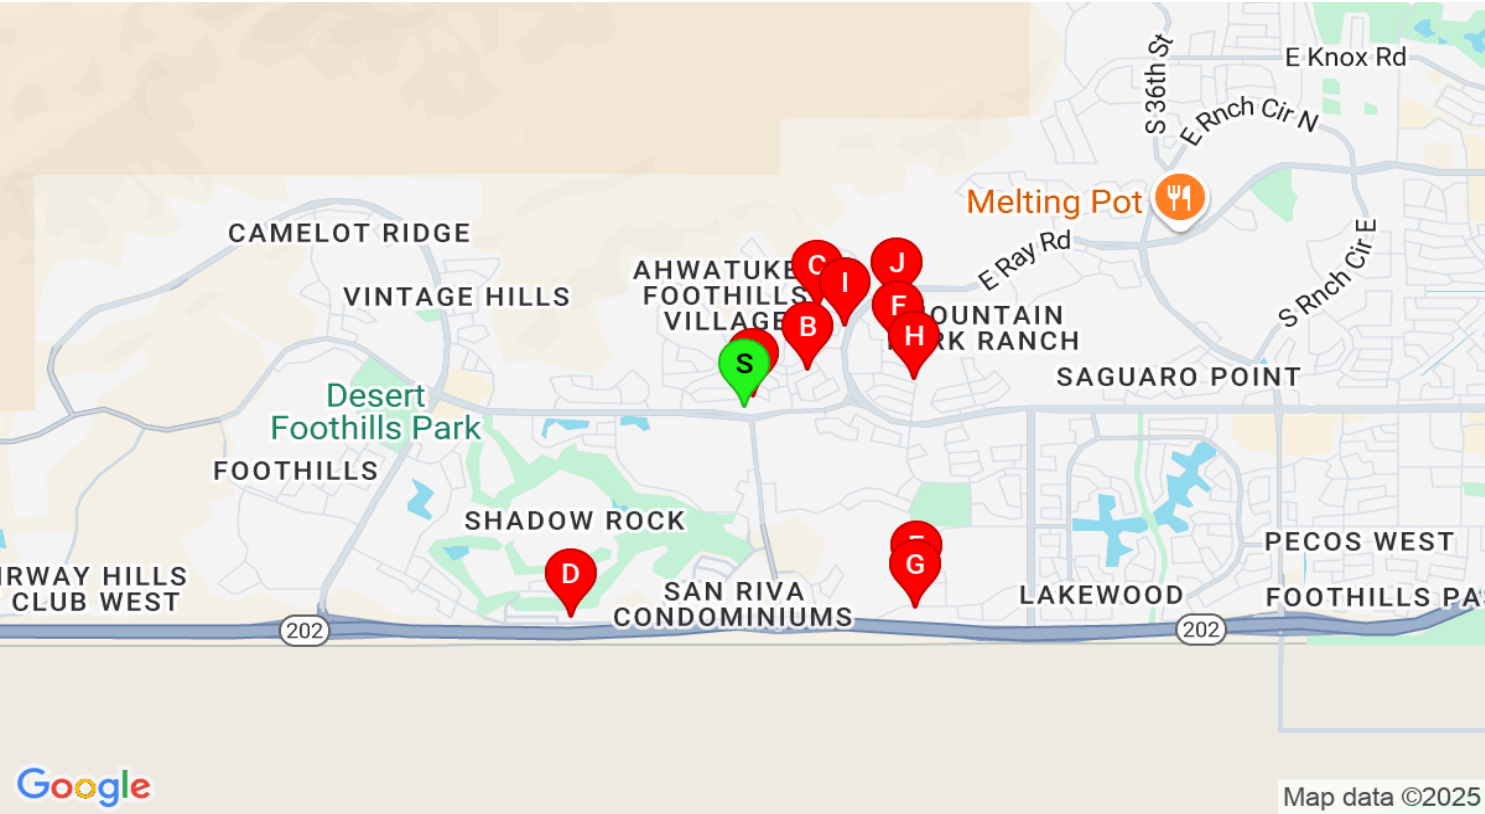 E Knox Rd
S 36th St
E Rnch Cir N
Melting Pot
CAMELOT RIDGE
E Ray Rd
S Rnch Cir E
VINTAGE HILLS
AHWATUKE
FOOTHILLS
VILLAGE
C
I
J
F
B
H
S
OUNTAIN
RK RANCH
SAGUARO POINT
Desert
Foothills Park
FOOTHILLS
SHADOW ROCK
PECOS WEST
D
G
IRWAY HILLS
CLUB WEST
SAN RIVA
CONDOMINIUMS
LAKEWOOD
FOOTHILLS PA
202
202
Google
Map data ©2025